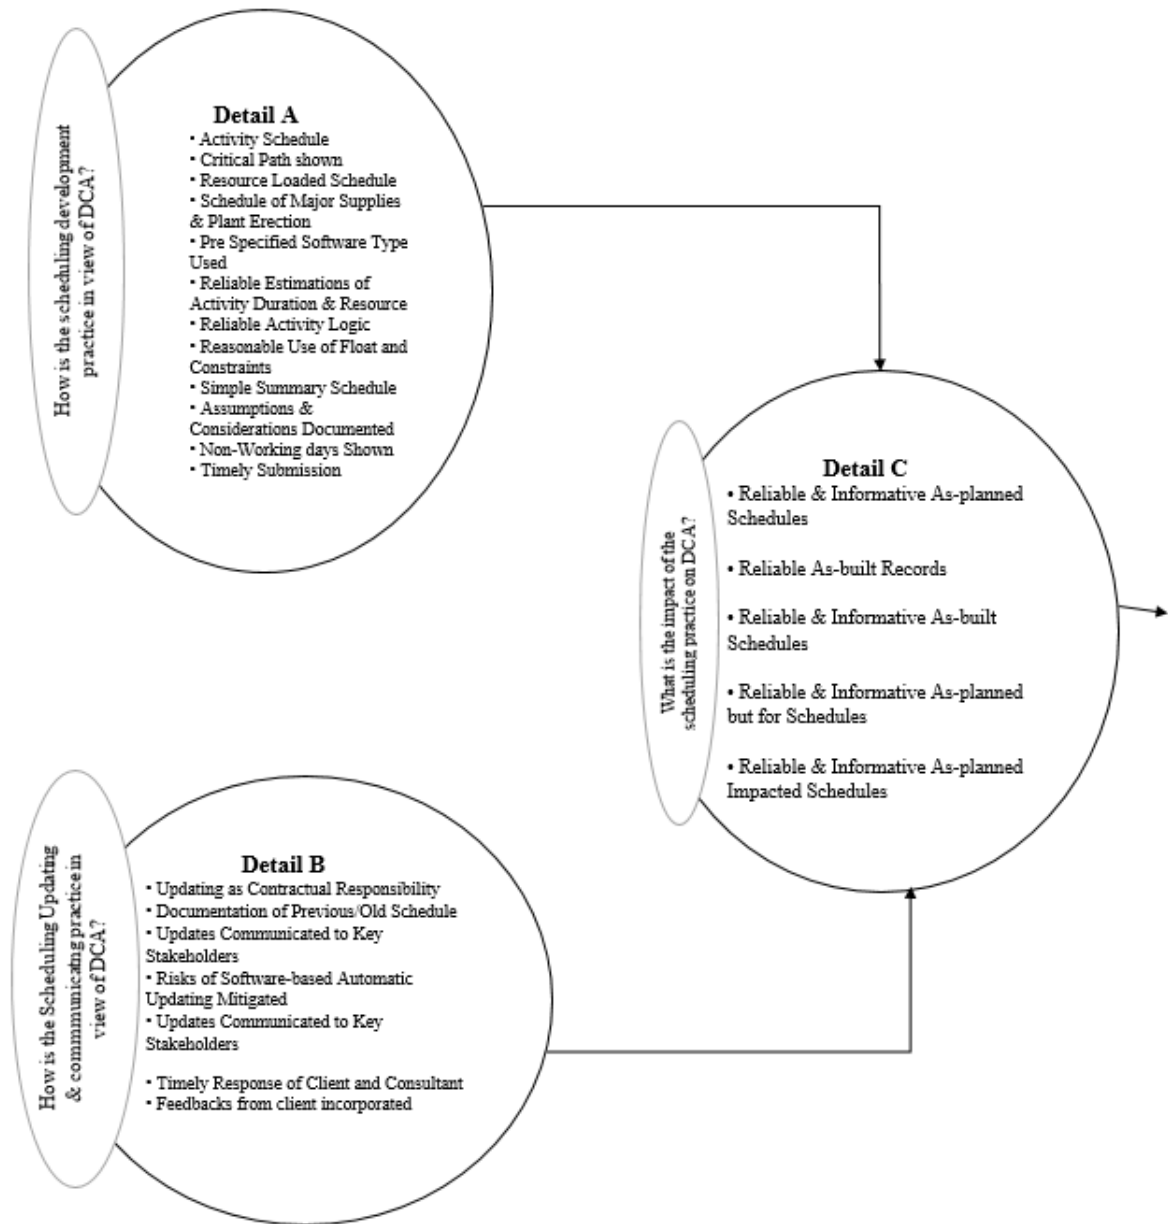 How is the scheduling development
practice in view of DCA?
Detail A
• Activity Schedule
• Critical Path shown
• Resource Loaded Schedule
• Schedule of Major Supplies
& Plant Erection
• Pre Specified Software Type
Used
• Reliable Estimations of
Activity Duration & Resource
• Reliable Activity Logic
• Reasonable Use of Float and
Constraints
• Simple Summary Schedule
• Assumptions &
Considerations Documented
• Non-Working days Shown
• Timely Submission
How is the Scheduling Updating
& communicating practice in
view of DCA?
Detail B
• Updating as Contractual Responsibility
• Documentation of Previous/Old Schedule
• Updates Communicated to Key
Stakeholders
• Risks of Software-based Automatic
Updating Mitigated
• Updates Communicated to Key
Stakeholders
• Timely Response of Client and Consultant
• Feedbacks from client incorporated
What is the impact of the
scheduling practice on DCA?
Detail C
• Reliable & Informative As-planned
Schedules
• Reliable As-built Records
• Reliable & Informative As-built
Schedules
• Reliable & Informative As-planned
but for Schedules
• Reliable & Informative As-planned
Impacted Schedules